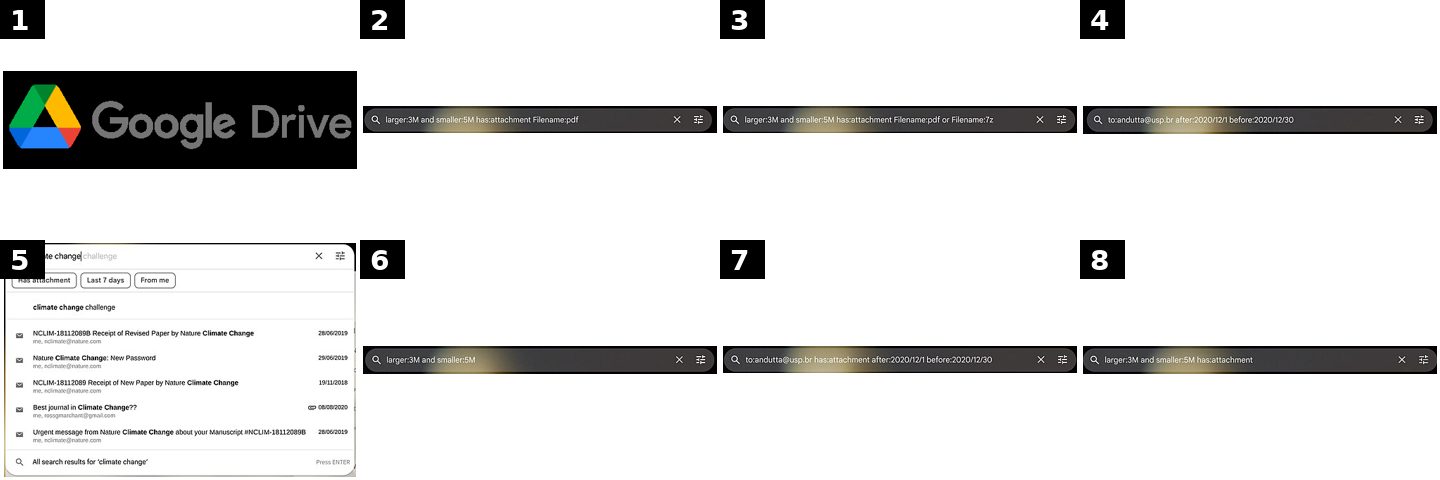 1
Google Drive
2
larger:3M and smaller:5M has:attachment Filename:pdf
3
larger:3M and smaller:5M has:attachment Filename:pdf or Filename:7z
4
to:andutta@usp.br after:2020/12/1 before:2020/12/30
5
ate change challenge
Has attachment Last 7 days From me
climate change challenge
NCLIM-18112089B Receipt of Revised Paper by Nature Climate Change 28/06/2019
me, nclimate@nature.com
Nature Climate Change: New Password 29/06/2019
me, nclimate@nature.com
NCLIM-18112089 Receipt of New Paper by Nature Climate Change 19/11/2018
me, nclimate@nature.com
Best journal in Climate Change?? 08/08/2020
me, rossgmarchant@gmail.com
Urgent message from Nature Climate Change about your Manuscript #NCLIM-18112089B 28/06/2019
me, nclimate@nature.com
All search results for 'climate change' Press ENTER
6
larger:3M and smaller:5M
7
to:andutta@usp.br has:attachment after:2020/12/1 before:2020/12/30
8
larger:3M and smaller:5M has:attachment